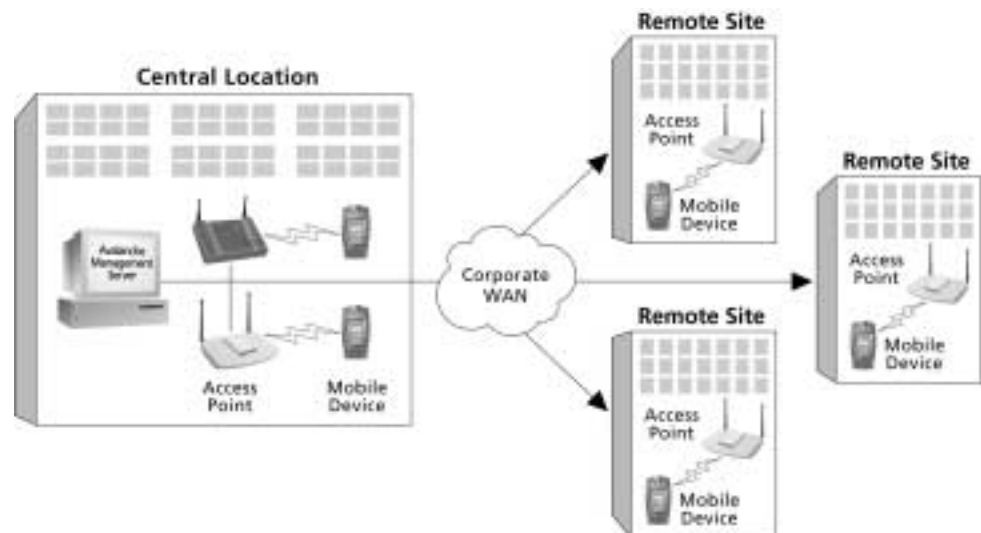 Central Location
Avalanche
Management
Server
Access
Point
Mobile
Device
Corporate
WAN
Remote Site
Access
Point
Mobile
Device
Remote Site
Access
Point
Mobile
Device
Remote Site
Access
Point
Mobile
Device